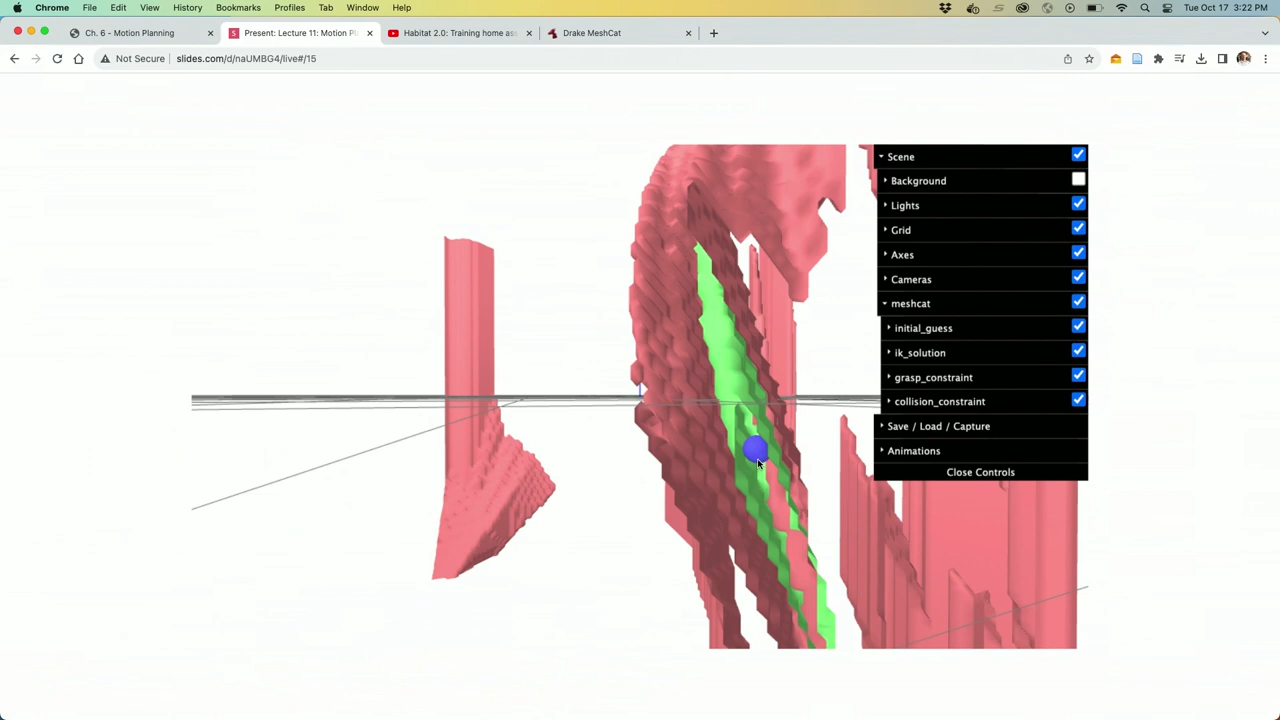 Chrome File Edit View History Bookmarks Profiles Tab Window Help Tue Oct 17 3:22 PM
Ch. 6 - Motion Planning Present: Lecture 11: Motion Pl Habitat 2.0: Training home as Drake MeshCat
Not Secure slides.com/d/naUMBG4/live#/15
Scene
Background
Lights
Grid
Axes
Cameras
meshcat
initial_guess
ik_solution
grasp_constraint
collision_constraint
Save / Load / Capture
Animations
Close Controls